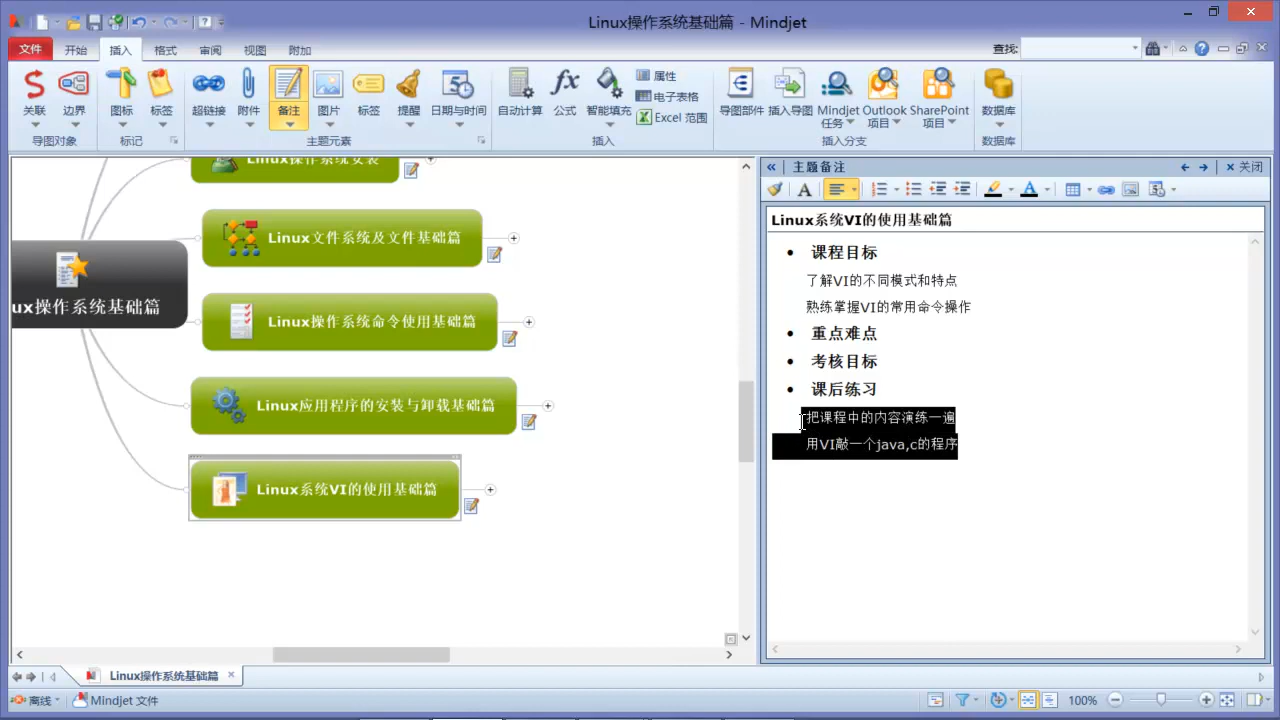 Linux操作系统基础篇 - Mindjet
文件 开始 插入 格式 审阅 视图 附加 查找:
关联 边界 图标 标签 超链接 附件 备注 图片 标签 提醒 日期与时间 自动计算 公式 智能填充 属性 电子表格 Excel 范围 导图部件 插入导图 Mindjet 任务 Outlook 项目 SharePoint 项目 数据库
导图对象 标记 主题元素 插入 插入分支 数据库
主题备注 关闭
Linux操作系统安装
Linux文件系统及文件基础篇
ux操作系统基础篇
Linux操作系统命令使用基础篇
Linux应用程序的安装与卸载基础篇
Linux系统VI的使用基础篇
Linux系统VI的使用基础篇
• 课程目标
了解VI的不同模式和特点
熟练掌握VI的常用命令操作
• 重点难点
• 考核目标
• 课后练习
把课程中的内容演练一遍
用VI敲一个java,c的程序
Linux操作系统基础篇
离线 Mindjet 文件 100%